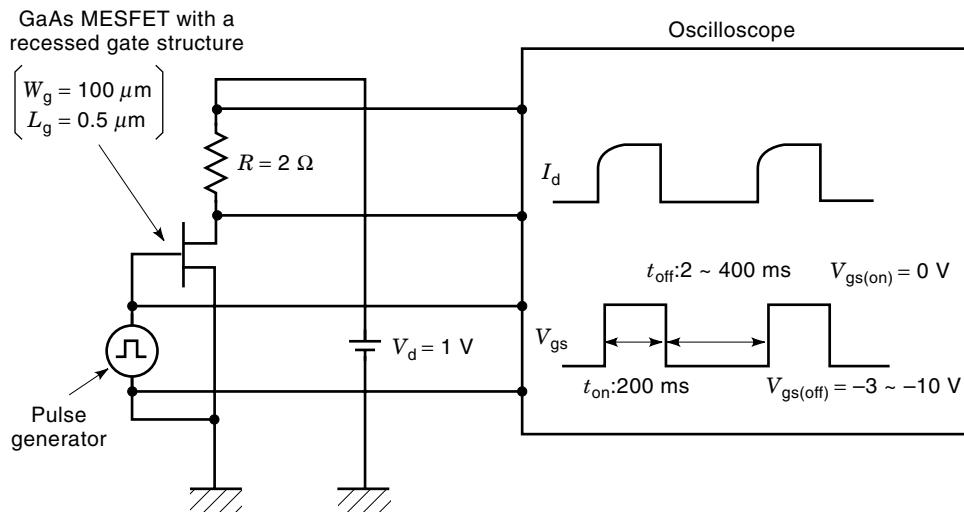 GaAs MESFET with a
recessed gate structure
W_g = 100 μm
L_g = 0.5 μm
Oscilloscope
R = 2 Ω
I_d
t_off:2 ~ 400 ms V_gs(on) = 0 V
V_gs
V_d = 1 V
t_on:200 ms V_gs(off) = –3 ~ –10 V
Pulse
generator